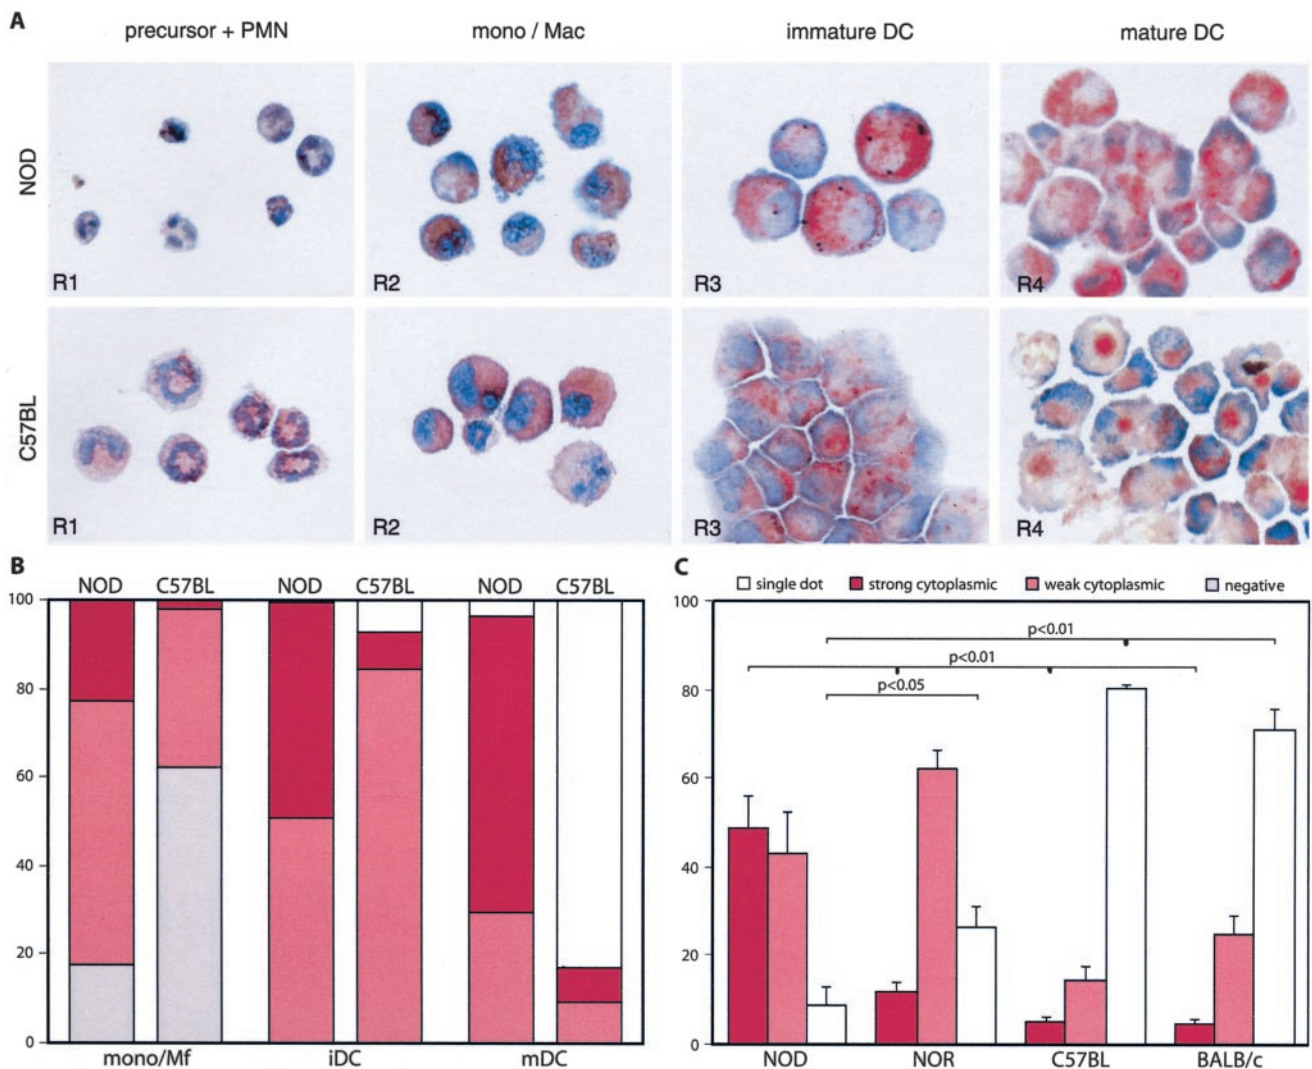 A
precursor + PMN mono / Mac immature DC mature DC
NOD
R1 R2 R3 R4
C57BL
R1 R2 R3 R4
B
NOD C57BL NOD C57BL NOD C57BL
100
80
60
40
20
0
mono/Mf iDC mDC
C
single dot strong cytoplasmic weak cytoplasmic negative
100
p<0.01
p<0.01
p<0.05
80
60
40
20
0
NOD NOR C57BL BALB/c